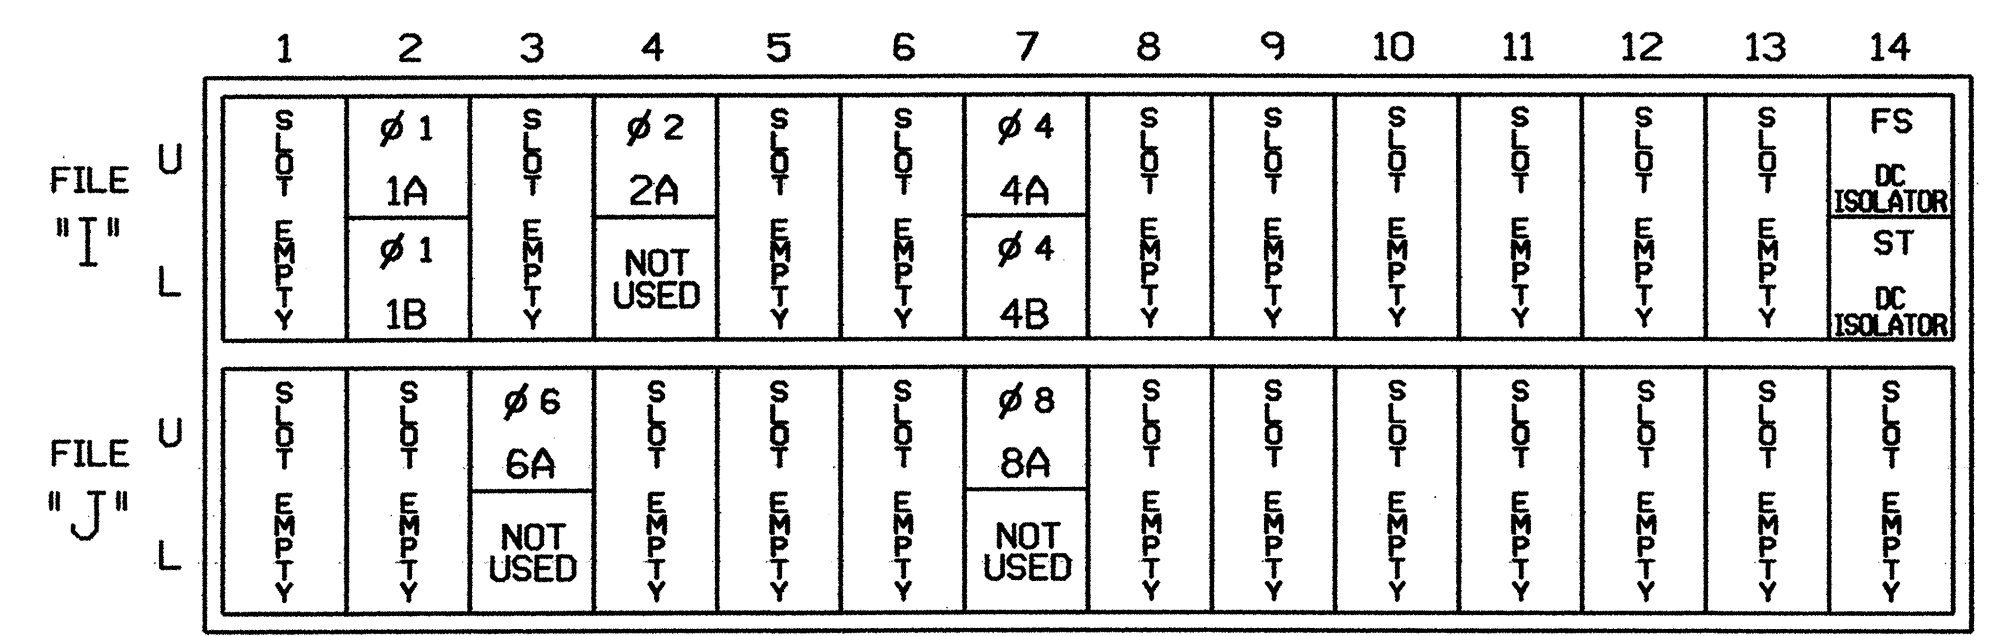 1 2 3 4 5 6 7 8 9 10 11 12 13 14
FILE "I"
U
L
SLOT EMPTY
Ø 1
1A
Ø 1
1B
SLOT EMPTY
Ø 2
2A
NOT USED
SLOT EMPTY
SLOT EMPTY
Ø 4
4A
Ø 4
4B
SLOT EMPTY
SLOT EMPTY
SLOT EMPTY
SLOT EMPTY
SLOT EMPTY
SLOT EMPTY
FS
DC
ISOLATOR
ST
DC
ISOLATOR
FILE "J"
U
L
SLOT EMPTY
SLOT EMPTY
Ø 6
6A
NOT USED
SLOT EMPTY
SLOT EMPTY
SLOT EMPTY
Ø 8
8A
NOT USED
SLOT EMPTY
SLOT EMPTY
SLOT EMPTY
SLOT EMPTY
SLOT EMPTY
SLOT EMPTY
SLOT EMPTY